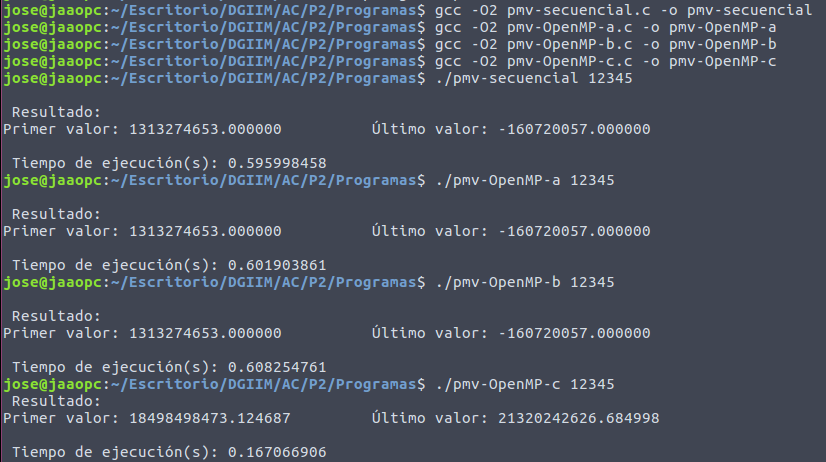 jose@jaaopc:~/Escritorio/DGIIM/AC/P2/Programas$ gcc -O2 pmv-secuencial.c -o pmv-secuencial
jose@jaaopc:~/Escritorio/DGIIM/AC/P2/Programas$ gcc -O2 pmv-OpenMP-a.c -o pmv-OpenMP-a
jose@jaaopc:~/Escritorio/DGIIM/AC/P2/Programas$ gcc -O2 pmv-OpenMP-b.c -o pmv-OpenMP-b
jose@jaaopc:~/Escritorio/DGIIM/AC/P2/Programas$ gcc -O2 pmv-OpenMP-c.c -o pmv-OpenMP-c
jose@jaaopc:~/Escritorio/DGIIM/AC/P2/Programas$ ./pmv-secuencial 12345
Resultado:
Primer valor: 1313274653.000000 Último valor: -160720057.000000
Tiempo de ejecución(s): 0.595998458
jose@jaaopc:~/Escritorio/DGIIM/AC/P2/Programas$ ./pmv-OpenMP-a 12345
Resultado:
Primer valor: 1313274653.000000 Último valor: -160720057.000000
Tiempo de ejecución(s): 0.601903861
jose@jaaopc:~/Escritorio/DGIIM/AC/P2/Programas$ ./pmv-OpenMP-b 12345
Resultado:
Primer valor: 1313274653.000000 Último valor: -160720057.000000
Tiempo de ejecución(s): 0.608254761
jose@jaaopc:~/Escritorio/DGIIM/AC/P2/Programas$ ./pmv-OpenMP-c 12345
Resultado:
Primer valor: 18498498473.124687 Último valor: 21320242626.684998
Tiempo de ejecución(s): 0.167066906